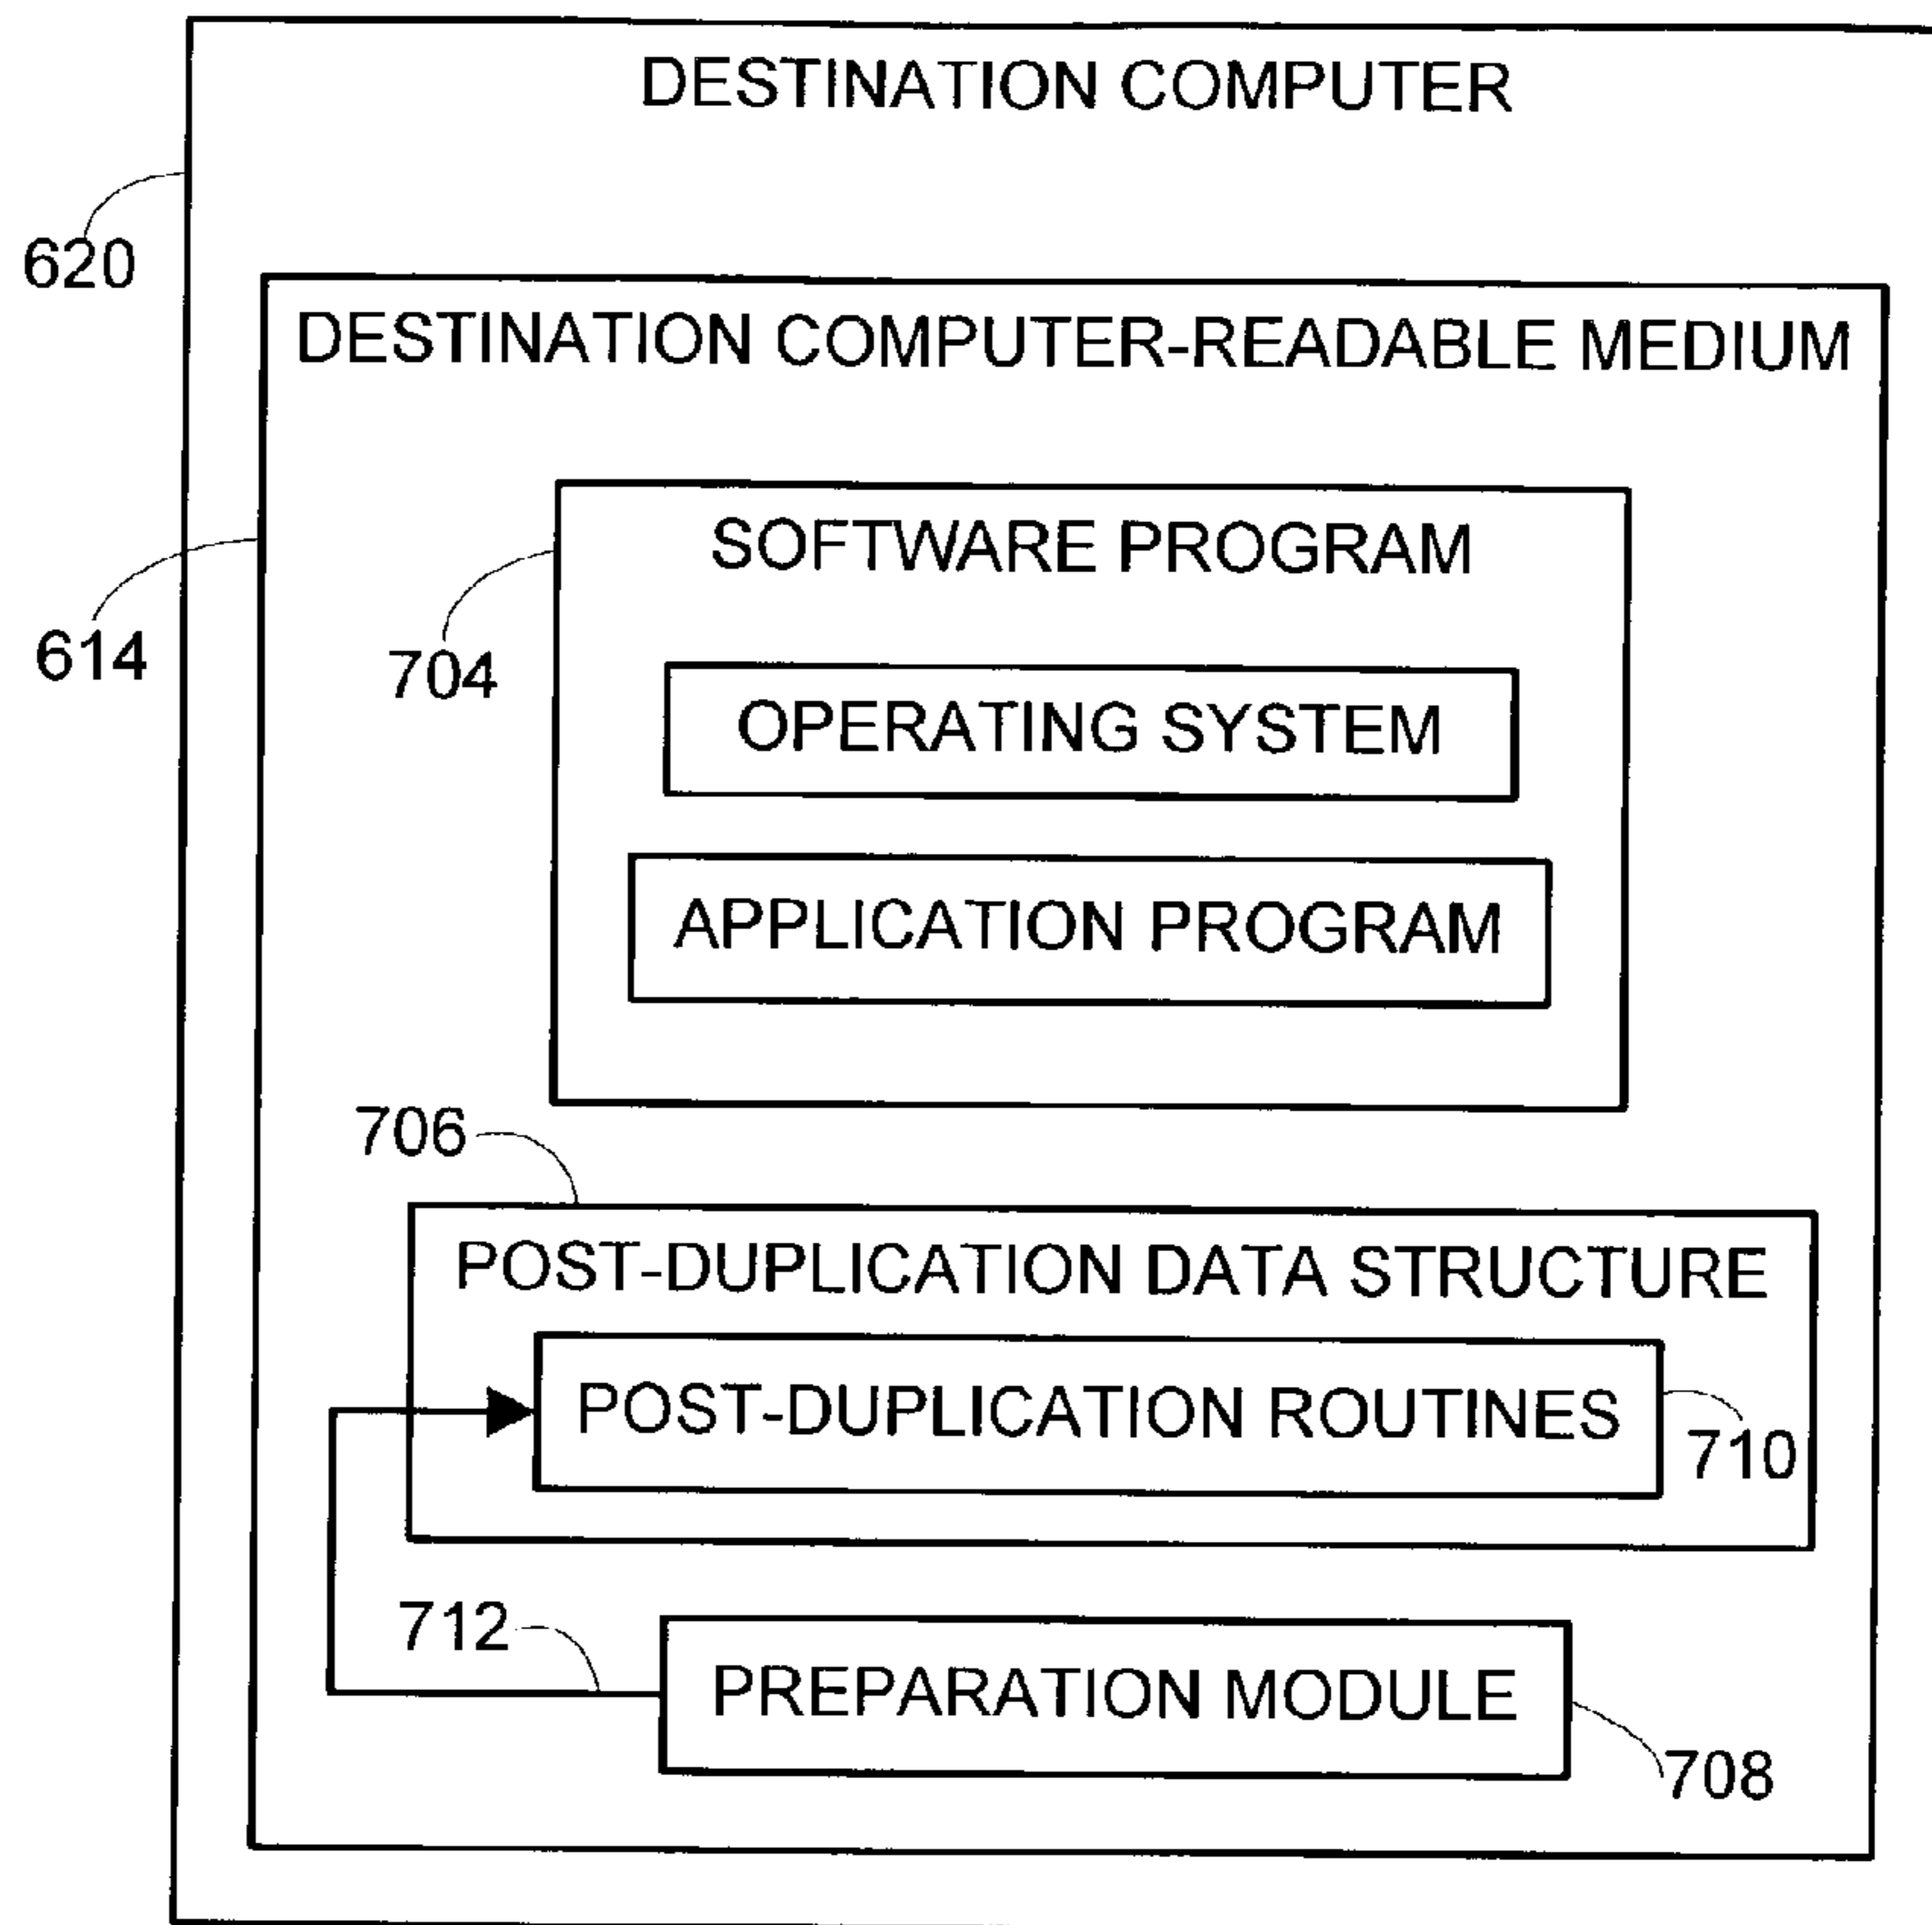 DESTINATION COMPUTER
620
DESTINATION COMPUTER-READABLE MEDIUM
614
SOFTWARE PROGRAM
704
OPERATING SYSTEM
APPLICATION PROGRAM
706
POST-DUPLICATION DATA STRUCTURE
POST-DUPLICATION ROUTINES
710
712
PREPARATION MODULE
708